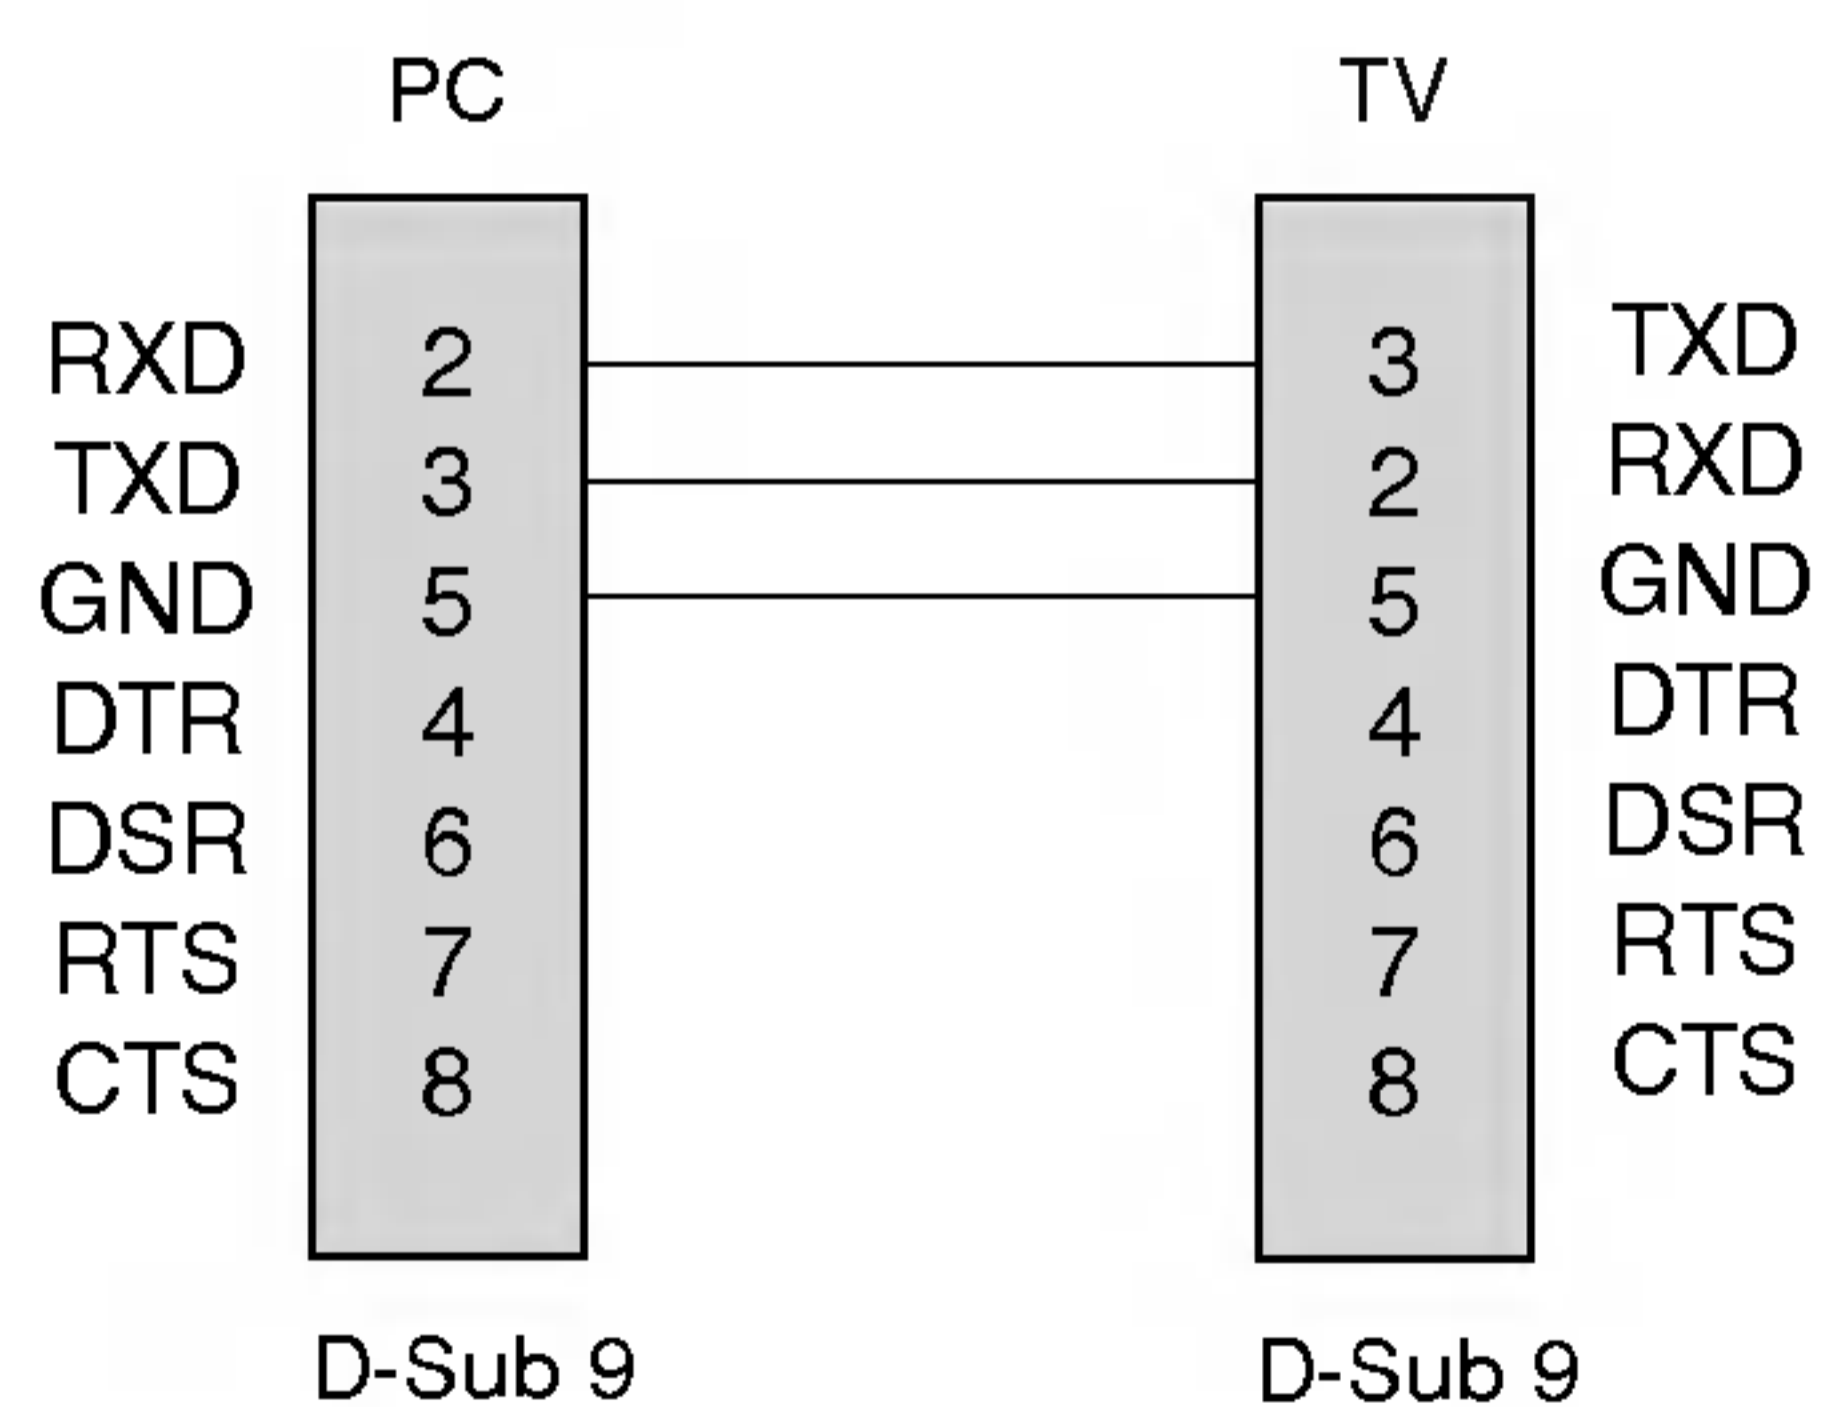 PC TV
RXD 2 3 TXD
TXD 3 2 RXD
GND 5 5 GND
DTR 4 4 DTR
DSR 6 6 DSR
RTS 7 7 RTS
CTS 8 8 CTS
D-Sub 9 D-Sub 9